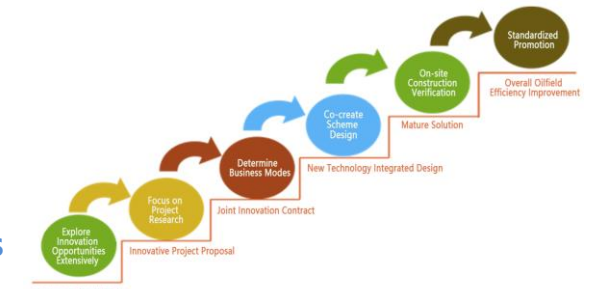 Explore
Innovation
Opportunities
Extensively
Innovative Project Proposal
Focus on
Project
Research
Joint Innovation Contract
Determine
Business Modes
New Technology Integrated Design
Co-create
Scheme
Design
Mature Solution
On-site
Construction
Verification
Overall Oilfield
Efficiency Improvement
Standardized
Promotion
s